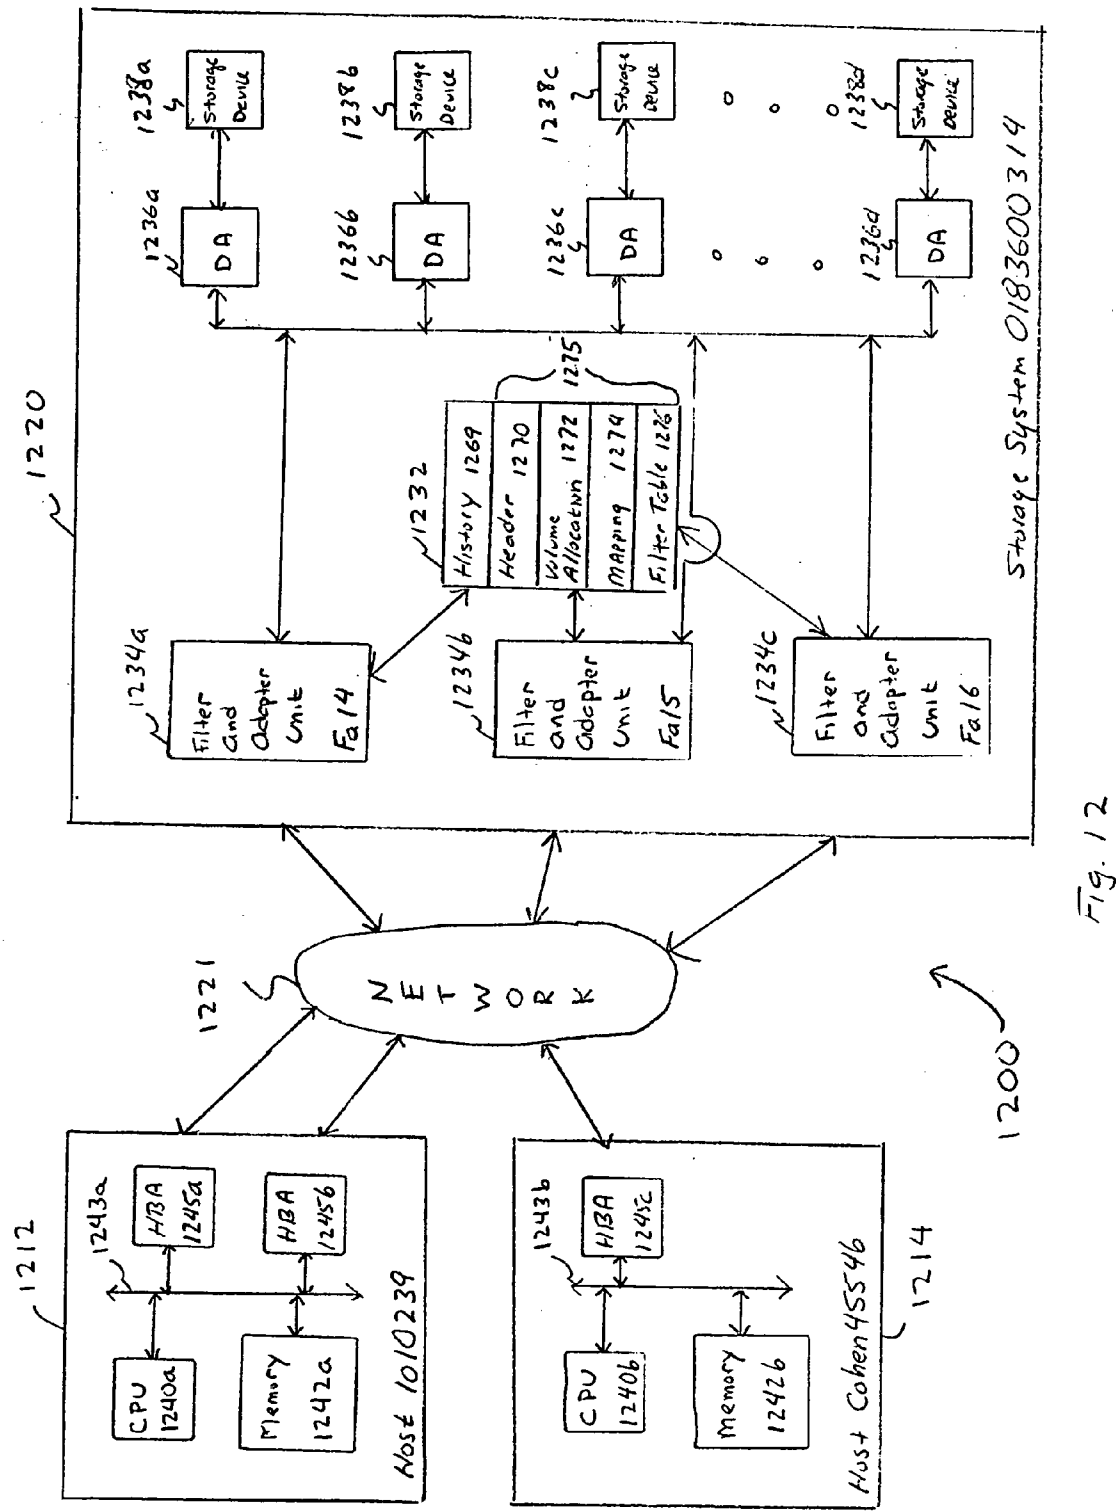 1212
1243a
CPU
1240a
HBA
1245a
Memory
1242a
HBA
1245b
Host 1010239
1243b
CPU
1240b
HBA
1245c
Memory
1242b
Host Cohen45546
1214
1221
NETWORK
1200
1220
1234a
Filter
and
adapter
unit
Fa14
1234b
Filter
and
adapter
unit
Fa15
1234c
Filter
and
adapter
unit
Fa16
1232
History 1269
Header 1270
Volume
Allocation 1272
Mapping 1274
Filter Table 1276
1275
1236a
DA
1238a
Storage
Device
1236b
DA
1238b
Storage
Device
1236c
DA
1238c
Storage
Device
1236d
DA
1238d
Storage
Device
Storage System 0183600314
Fig. 12